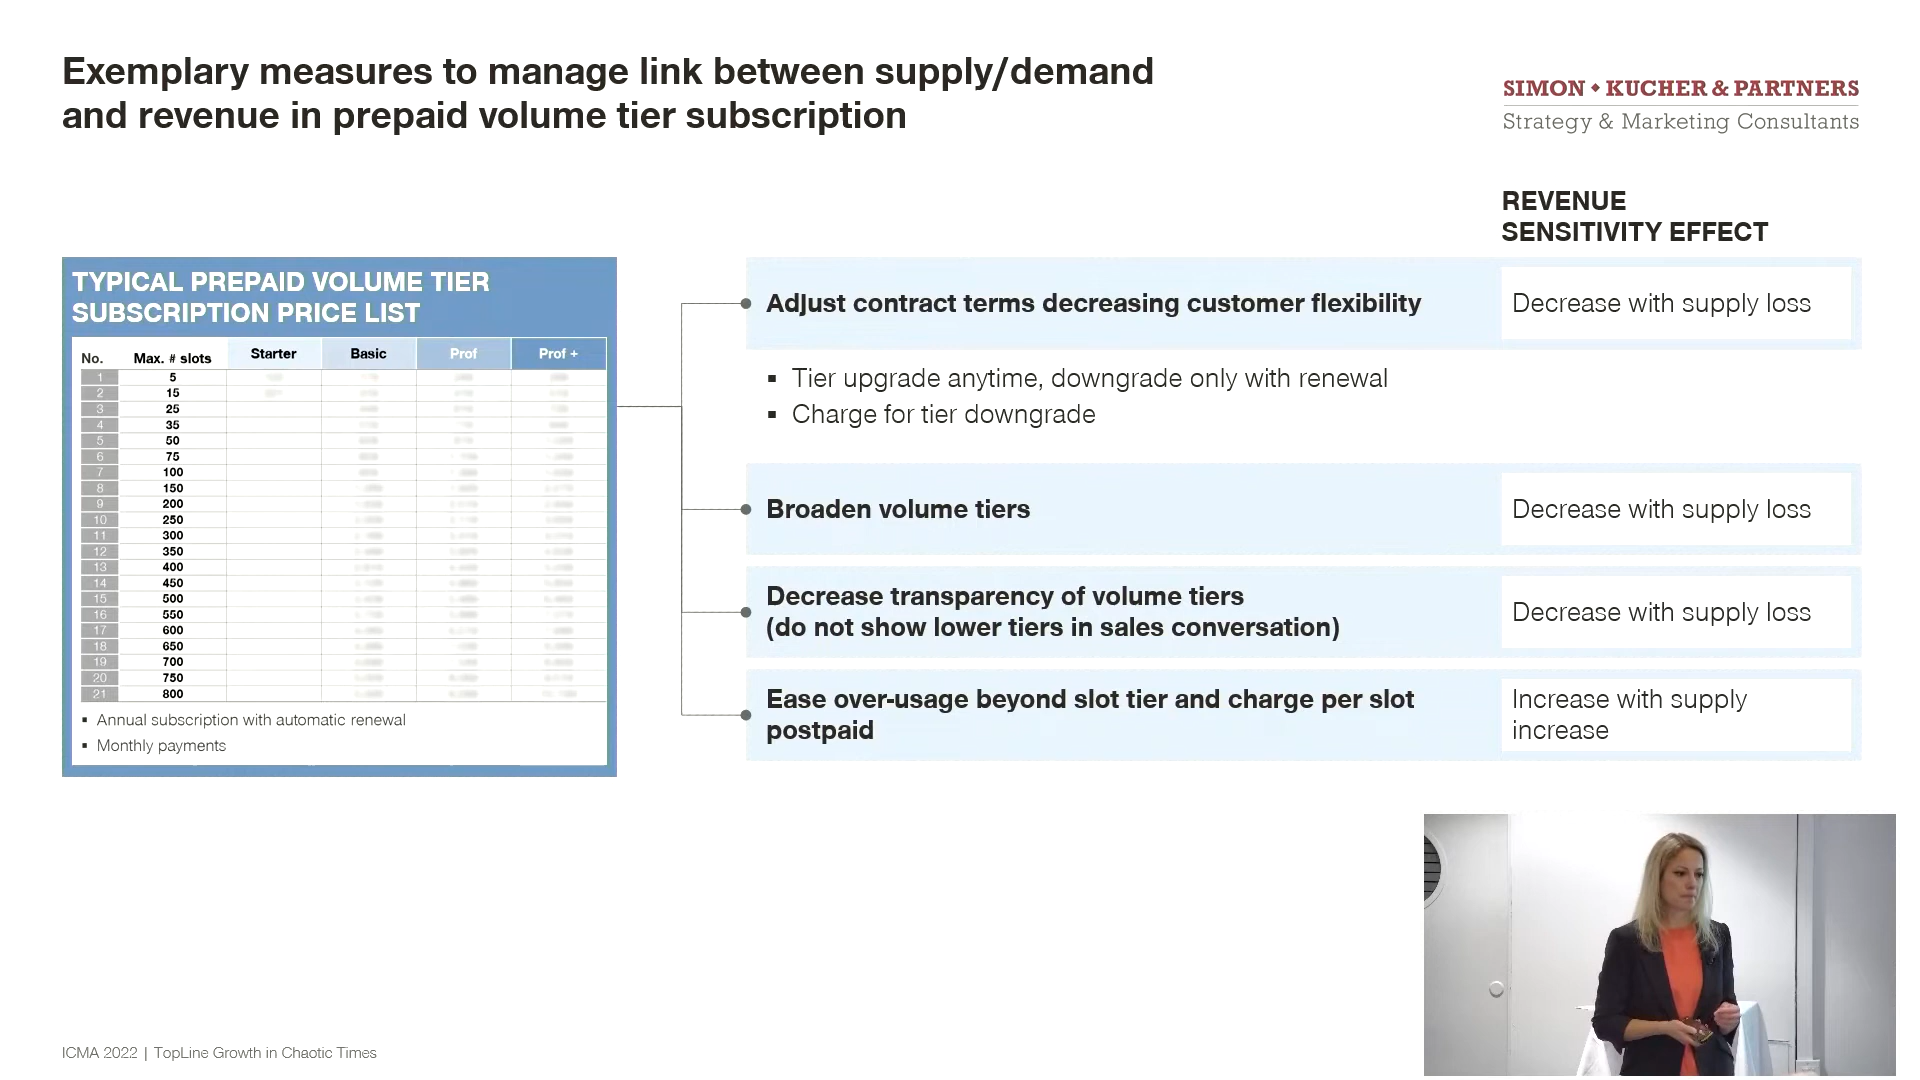 Exemplary measures to manage link between supply/demand
and revenue in prepaid volume tier subscription
SIMON • KUCHER & PARTNERS
Strategy & Marketing Consultants
REVENUE
SENSITIVITY EFFECT
TYPICAL PREPAID VOLUME TIER
SUBSCRIPTION PRICE LIST
No. Max. # slots Starter Basic Prof Prof +
1 5
2 15
3 25
4 35
5 50
6 75
7 100
8 150
9 200
10 250
11 300
12 350
13 400
14 450
15 500
16 550
17 600
18 650
19 700
20 750
21 800
▪ Annual subscription with automatic renewal
▪ Monthly payments
Adjust contract terms decreasing customer flexibility
Decrease with supply loss
▪ Tier upgrade anytime, downgrade only with renewal
▪ Charge for tier downgrade
Broaden volume tiers
Decrease with supply loss
Decrease transparency of volume tiers
(do not show lower tiers in sales conversation)
Decrease with supply loss
Ease over-usage beyond slot tier and charge per slot
postpaid
Increase with supply
increase
ICMA 2022 | TopLine Growth in Chaotic Times